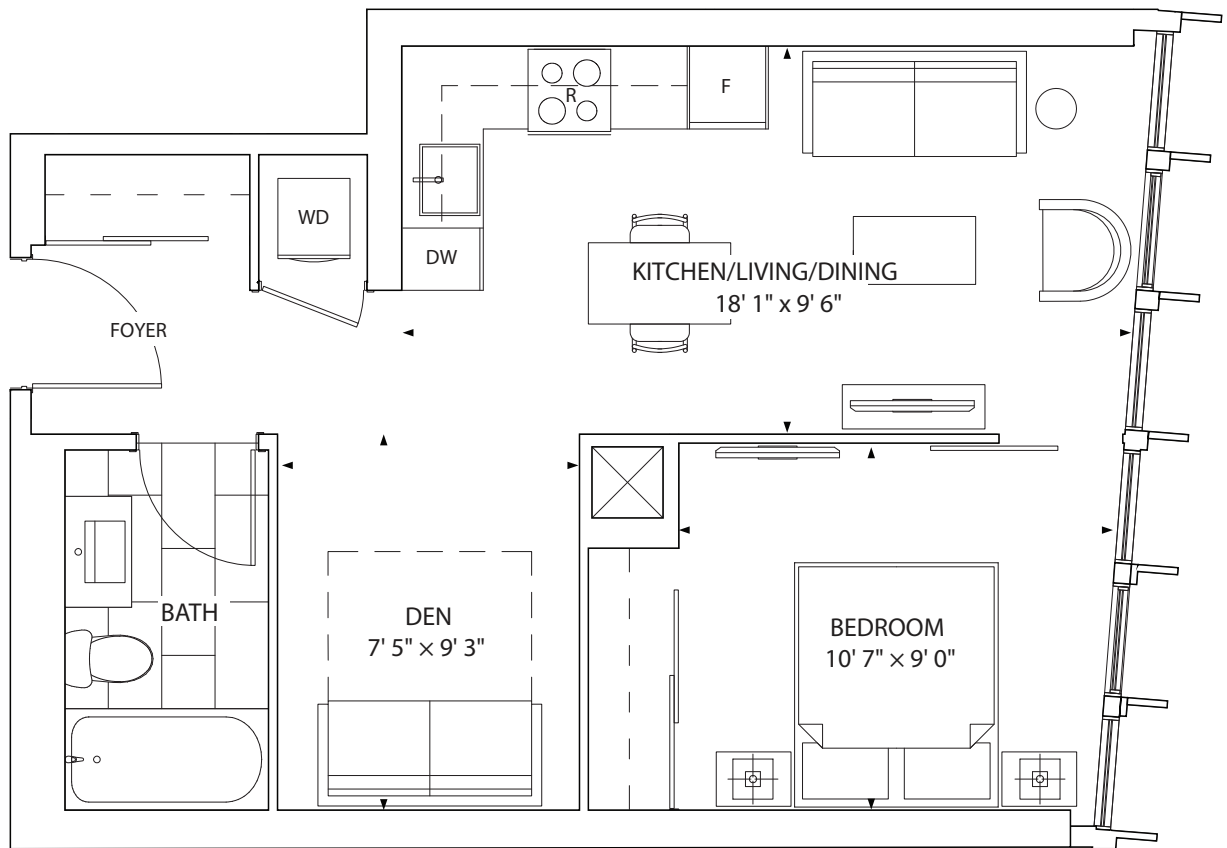 R
F
WD
DW
KITCHEN/LIVING/DINING
18' 1" x 9' 6"
FOYER
BATH
DEN
7' 5" × 9' 3"
BEDROOM
10' 7" × 9' 0"